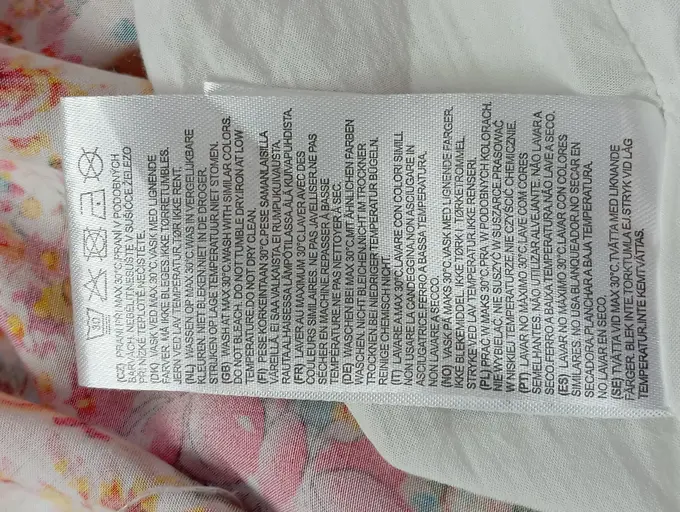 30
(CZ) PRANÍ PŘI MAX 30°C.PRANÍ V PODOBNÝCH
BARVÁCH. NEBĚLIT.NESUŠIT V SUŠIČCE.ŽELEZO
PŘI NÍZKÉ TEPLOTĚ.NEČISTĚTE.
(DK) VASK VED MAX.30°C.VASK MED LIGNENDE
FARVER. MÅ IKKE BLEGES.IKKE TØRRETUMBLES.
JERN VED LAV TEMPERATUR. TØR IKKE RENT.
(NL) WASSEN OP MAX 30°C.WAS IN VERGELIJKBARE
KLEUREN. NIET BLEKEN.NIET IN DE DROGER.
STRIJKEN OP LAGE TEMPERATUUR.NIET STOMEN.
(GB) WASH MAX 30°C.WASH WITH SIMILAR COLORS.
DO NOT BLEACH.DO NOT TUMBLE DRY.IRON AT LOW
TEMPERATURE.DO NOT DRY CLEAN.
(FI) PESE KORKEINTAAN 30°C.PESE SAMANLAISILLA
VÄREILLÄ. EI SAA VALKAISTA.EI RUMPUKUIVAUSTA.
RAUTA ALHAISESSA LÄMPÖTILASSA.ÄLÄ KUIVAPUHDISTA.
(FR) LAVER AU MAXIMUM 30°C.LAVER AVEC DES
COULEURS SIMILAIRES. NE PAS JAVELLISER.NE PAS
SÉCHER EN MACHINE.REPASSER À BASSE
TEMPÉRATURE.NE PAS NETTOYER À SEC.
(DE) WASCHEN BEI MAX 30°C.MIT ÄHNLICHEN FARBEN
WASCHEN. NICHT BLEICHEN.NICHT IM TROCKNER
TROCKNEN.BEI NIEDRIGER TEMPERATUR BÜGELN.
REINIGE CHEMISCH NICHT.
(IT) LAVARE A MAX 30°C.LAVARE CON COLORI SIMILI.
NON USARE LA CANDEGGINA.NON ASCIUGARE IN
ASCIUGATRICE.FERRO A BASSA TEMPERATURA.
NON LAVARE A SECCO.
(NO) VASK PÅ MAKS 30°C.VASK MED LIGNENDE FARGER.
IKKE BLEKEMIDDEL. IKKE TØRK I TØRKETROMMEL.
STRYKE VED LAV TEMPERATUR. IKKE RENSERI.
(PL) PRAĆ W MAKS 30°C.PRAĆ W PODOBNYCH KOLORACH.
NIE WYBIELAĆ. NIE SUSZYĆ W SUSZARCE.PRASOWAĆ
W NISKIEJ TEMPERATURZE.NIE CZYŚCIĆ CHEMICZNIE.
(PT) LAVAR NO MÁXIMO 30°C.LAVE COM CORES
SEMELHANTES. NÃO UTILIZAR ALVEJANTE. NÃO LAVAR A
SECO.FERRO A BAIXA TEMPERATURA.NÃO LAVE A SECO.
(ES) LAVAR NO MÁXIMO 30°C.LAVAR CON COLORES
SIMILARES. NO USAR BLANQUEADOR.NO SECAR EN
SECADORA.PLANCHAR A BAJA TEMPERATURA.
NO LAVAR EN SECO.
(SE) TVÄTTA VID MAX 30°C.TVÄTTA MED LIKNANDE
FÄRGER. BLEK INTE.TORKTUMLA EJ.STRYK VID LÅG
TEMPERATUR.INTE KEMTVÄTTAS.